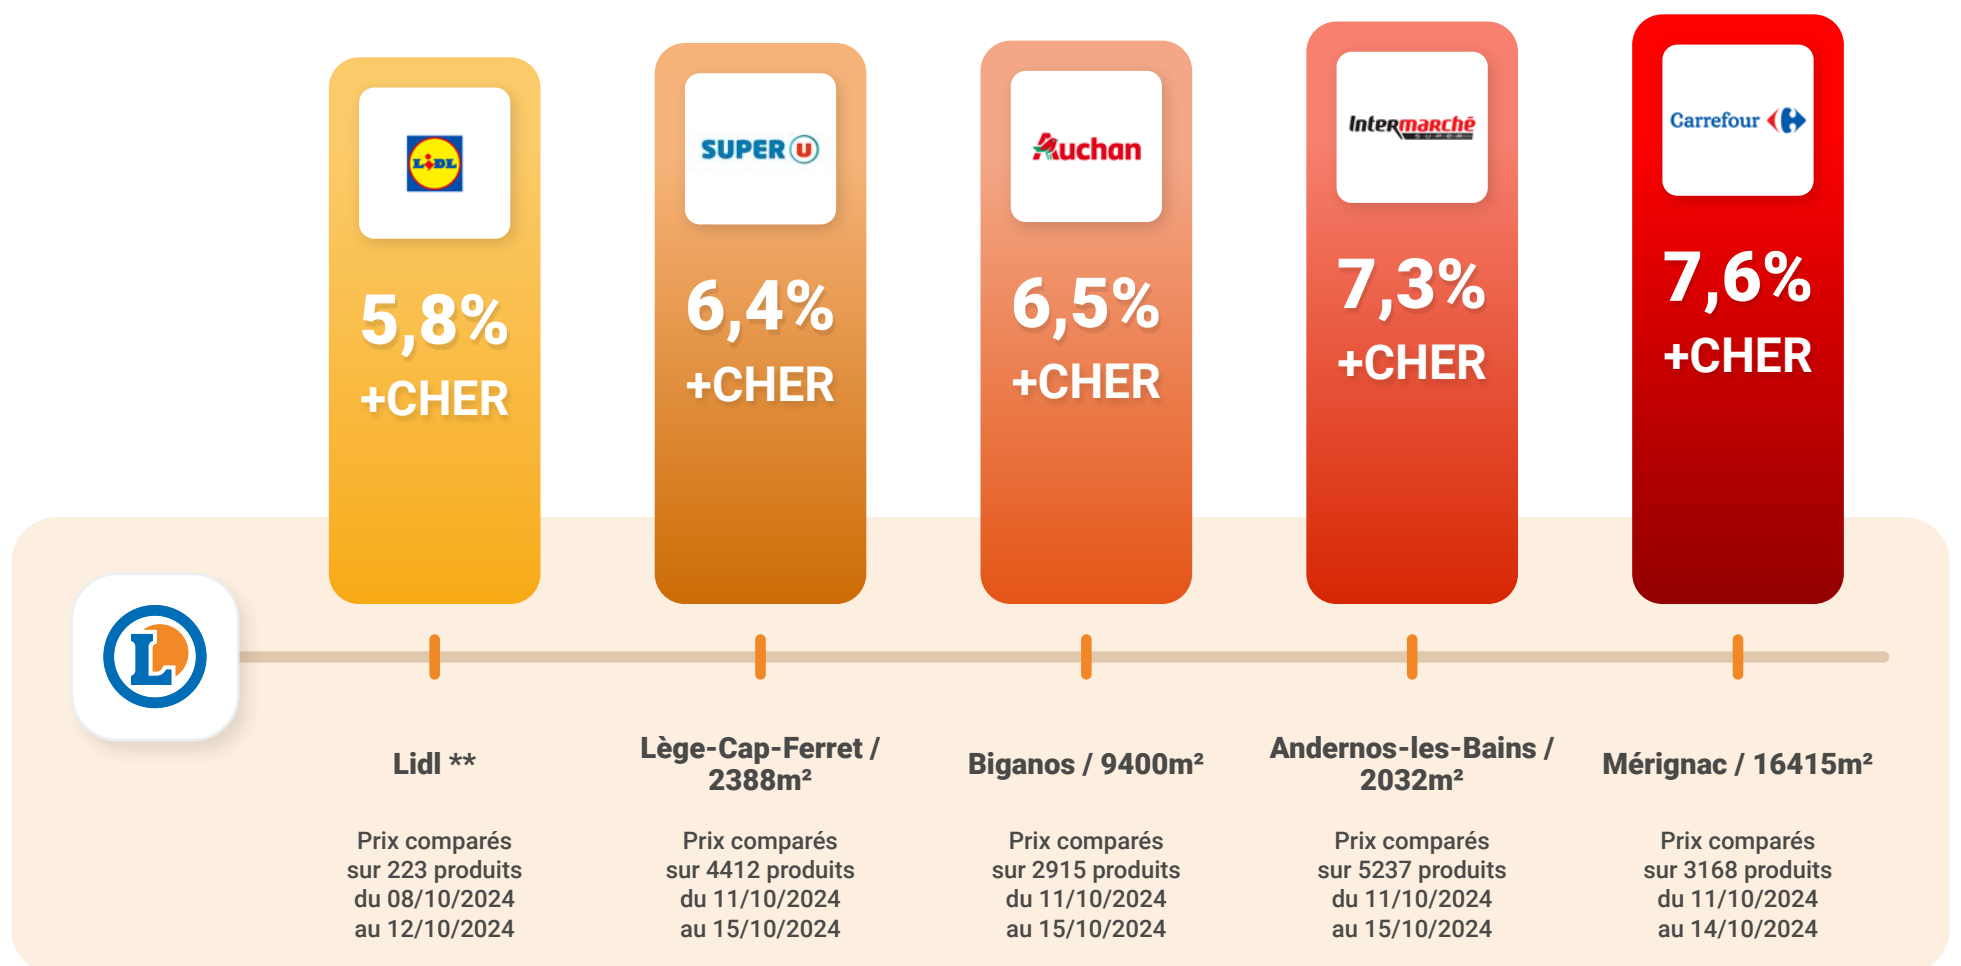 LiDL
5,8%
+CHER
SUPER U
6,4%
+CHER
Auchan
6,5%
+CHER
Intermarchē
SUPER
7,3%
+CHER
Carrefour
7,6%
+CHER
L
Lidl **
Prix comparés
sur 223 produits
du 08/10/2024
au 12/10/2024
Lège-Cap-Ferret /
2388m²
Prix comparés
sur 4412 produits
du 11/10/2024
au 15/10/2024
Biganos / 9400m²
Prix comparés
sur 2915 produits
du 11/10/2024
au 15/10/2024
Andernos-les-Bains /
2032m²
Prix comparés
sur 5237 produits
du 11/10/2024
au 15/10/2024
Mérignac / 16415m²
Prix comparés
sur 3168 produits
du 11/10/2024
au 14/10/2024